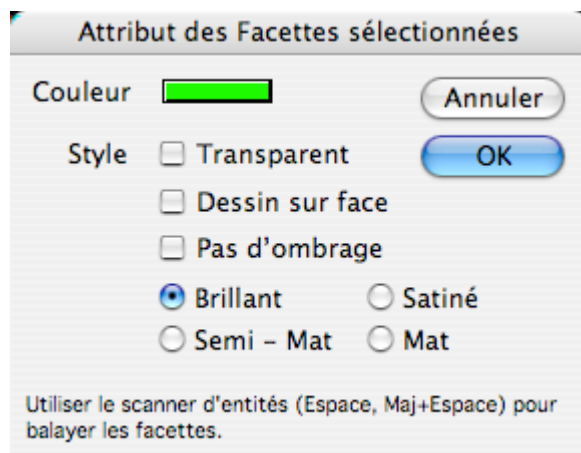 Attribut des Facettes sélectionnées
Couleur
Annuler
Style
Transparent
OK
Dessin sur face
Pas d'ombrage
Brillant
Satiné
Semi – Mat
Mat
Utiliser le scanner d'entités (Espace, Maj+Espace) pour
balayer les facettes.